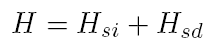 H = H_{si} + H_{sd}